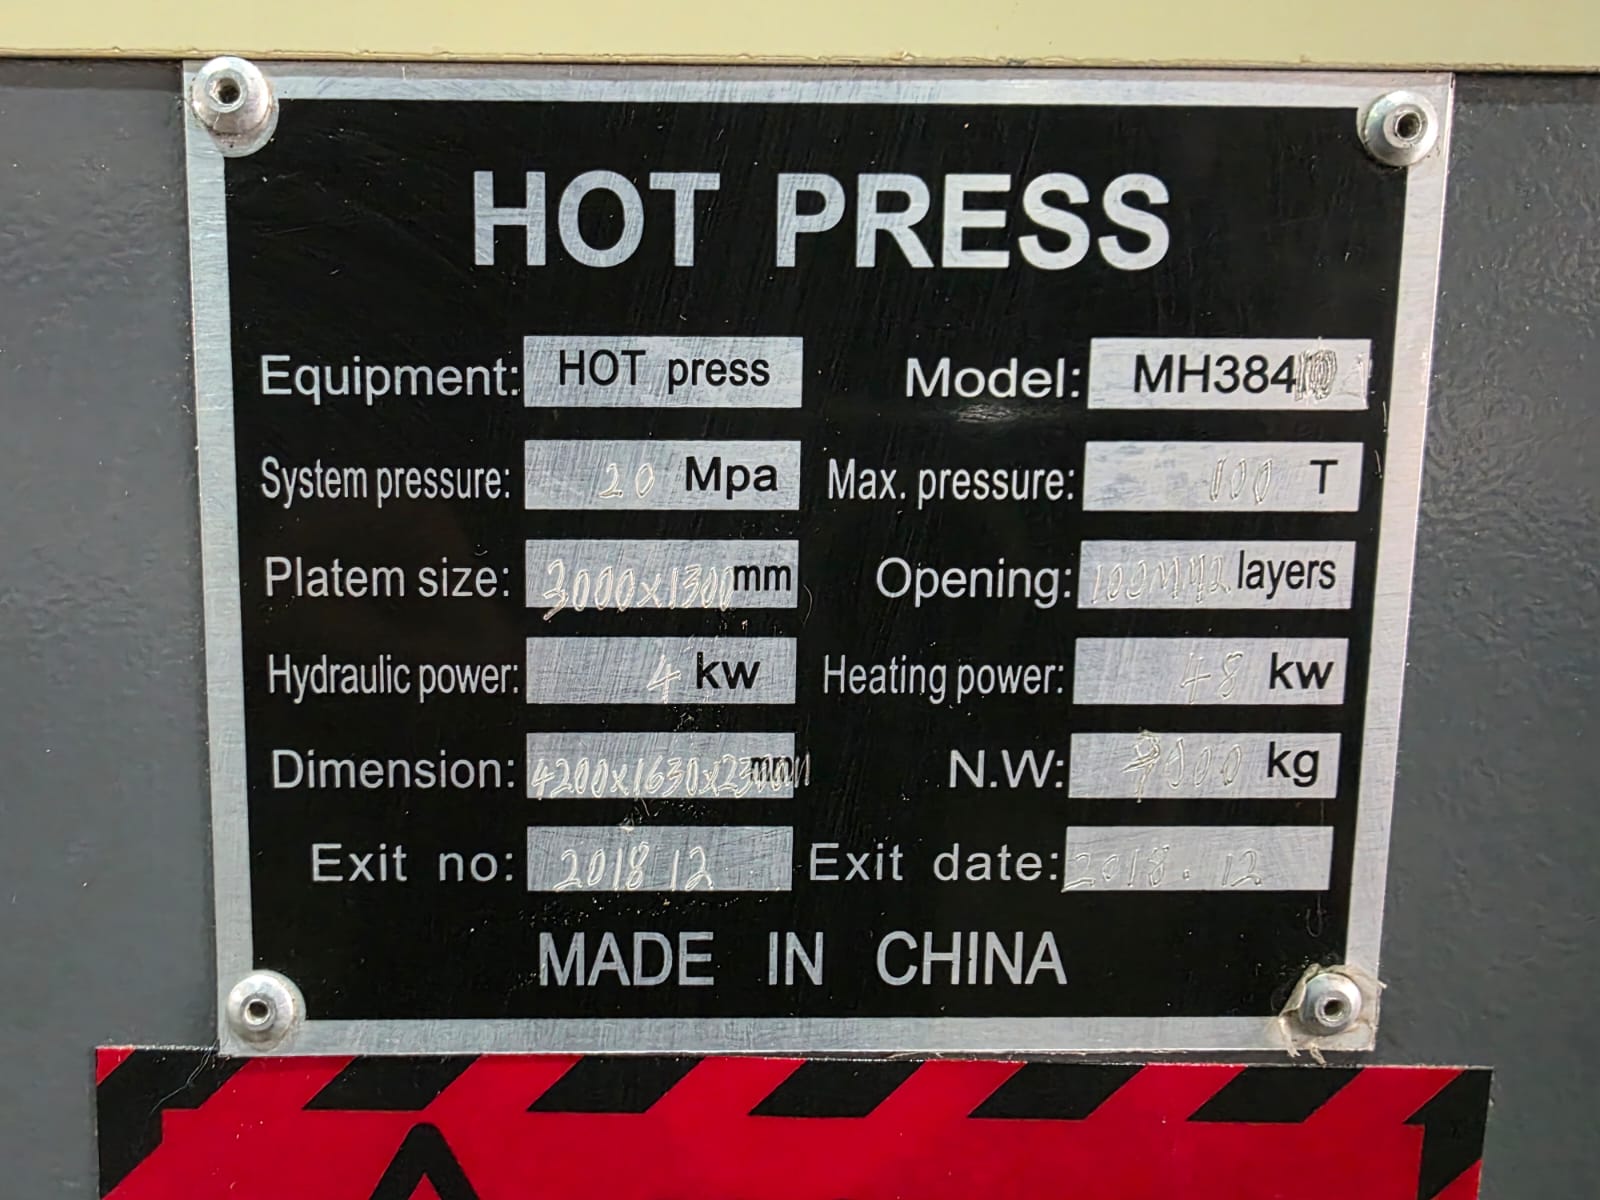 HOT PRESS
Equipment: HOT press Model: MH384
System pressure: 20 Mpa Max. pressure: 100 T
Platem size: 3000x1300mm Opening: layers
Hydraulic power: 4 kw Heating power: 48 kw
Dimension: 4200x1630x2300 mm N.W: kg
Exit no: 2018 12 Exit date: 2018.12
MADE IN CHINA